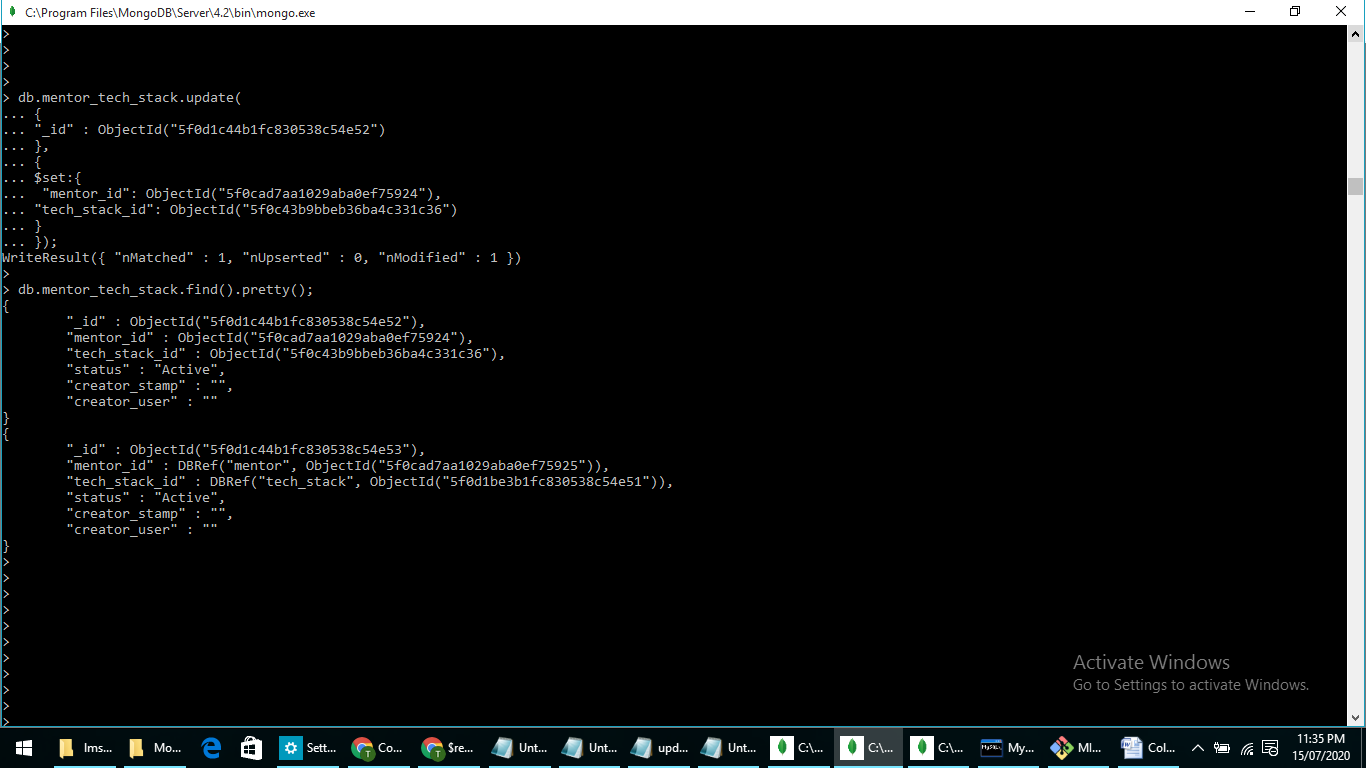 C:\Program Files\MongoDB\Server\4.2\bin\mongo.exe
>
>
>
>
> db.mentor_tech_stack.update(
... {
... "_id" : ObjectId("5f0d1c44b1fc830538c54e52")
... },
... {
... $set:{
...  "mentor_id": ObjectId("5f0cad7aa1029aba0ef75924"),
... "tech_stack_id": ObjectId("5f0c43b9bbeb36ba4c331c36")
... }
... });
WriteResult({ "nMatched" : 1, "nUpserted" : 0, "nModified" : 1 })
>
> db.mentor_tech_stack.find().pretty();
{
        "_id" : ObjectId("5f0d1c44b1fc830538c54e52"),
        "mentor_id" : ObjectId("5f0cad7aa1029aba0ef75924"),
        "tech_stack_id" : ObjectId("5f0c43b9bbeb36ba4c331c36"),
        "status" : "Active",
        "creator_stamp" : "",
        "creator_user" : ""
}
{
        "_id" : ObjectId("5f0d1c44b1fc830538c54e53"),
        "mentor_id" : DBRef("mentor", ObjectId("5f0cad7aa1029aba0ef75925")),
        "tech_stack_id" : DBRef("tech_stack", ObjectId("5f0d1be3b1fc830538c54e51")),
        "status" : "Active",
        "creator_stamp" : "",
        "creator_user" : ""
}
>
>
>
>
>
>
>
>
>
>
>
Activate Windows
Go to Settings to activate Windows.
Ims... Mo... Sett... Co... $re... Unt... Unt... upd... Unt... C:\... C:\... C:\... My... MI... Col...
11:35 PM
15/07/2020